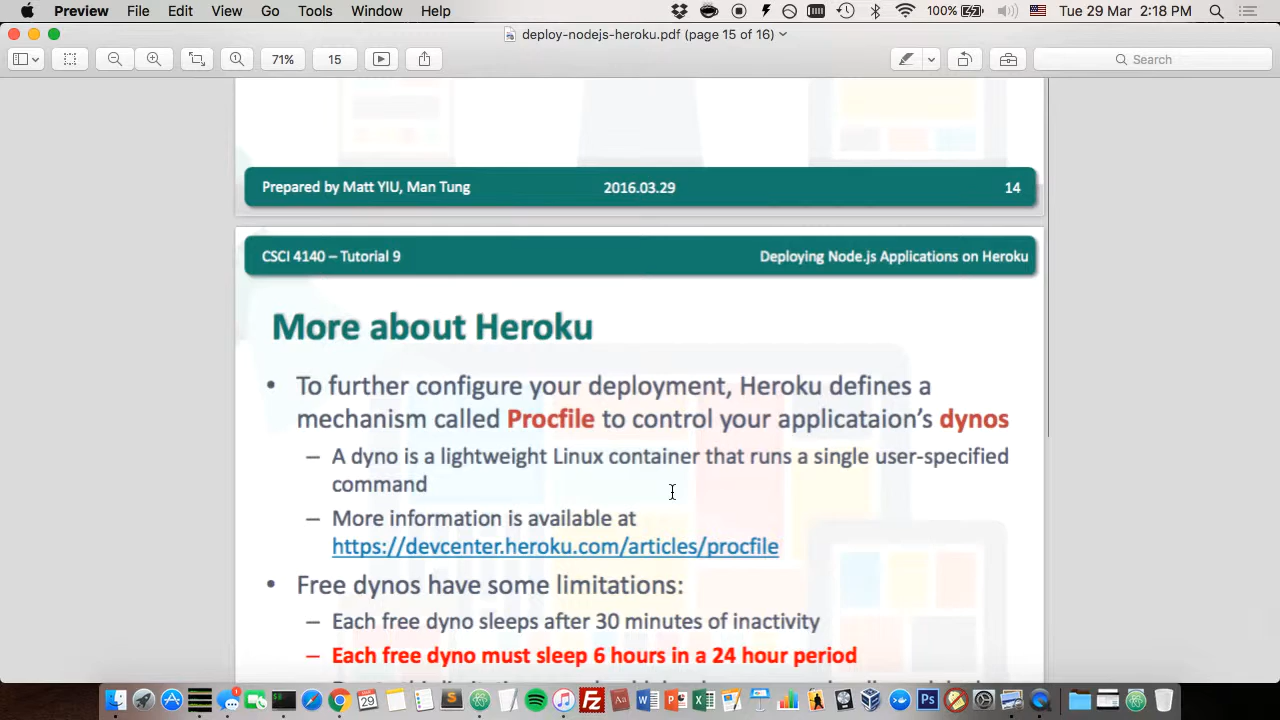 Preview File Edit View Go Tools Window Help 100% Tue 29 Mar 2:18 PM
deploy-nodejs-heroku.pdf (page 15 of 16)
71% 15 Search
Prepared by Matt YIU, Man Tung 2016.03.29 14
CSCI 4140 – Tutorial 9 Deploying Node.js Applications on Heroku
More about Heroku
• To further configure your deployment, Heroku defines a
mechanism called Procfile to control your applicataion’s dynos
– A dyno is a lightweight Linux container that runs a single user-specified
command
– More information is available at
https://devcenter.heroku.com/articles/procfile
• Free dynos have some limitations:
– Each free dyno sleeps after 30 minutes of inactivity
– Each free dyno must sleep 6 hours in a 24 hour period